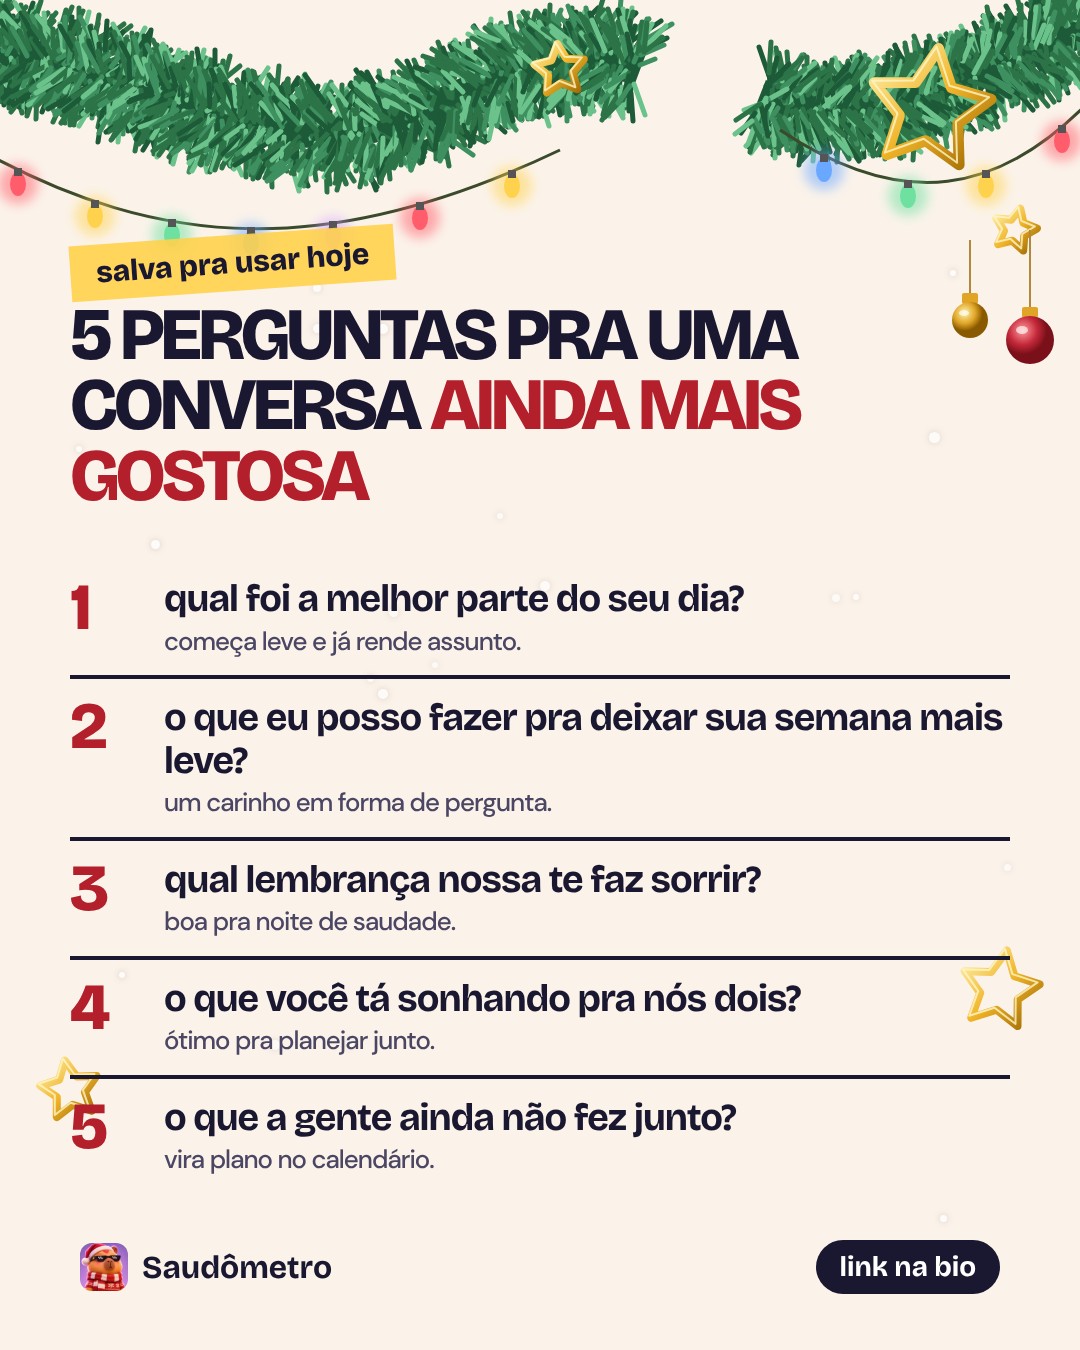 salva pra usar hoje
5 PERGUNTAS PRA UMA
CONVERSA AINDA MAIS
GOSTOSA
1
qual foi a melhor parte do seu dia?
começa leve e já rende assunto.
2
o que eu posso fazer pra deixar sua semana mais
leve?
um carinho em forma de pergunta.
3
qual lembrança nossa te faz sorrir?
boa pra noite de saudade.
4
o que você tá sonhando pra nós dois?
ótimo pra planejar junto.
5
o que a gente ainda não fez junto?
vira plano no calendário.
Saudômetro
link na bio